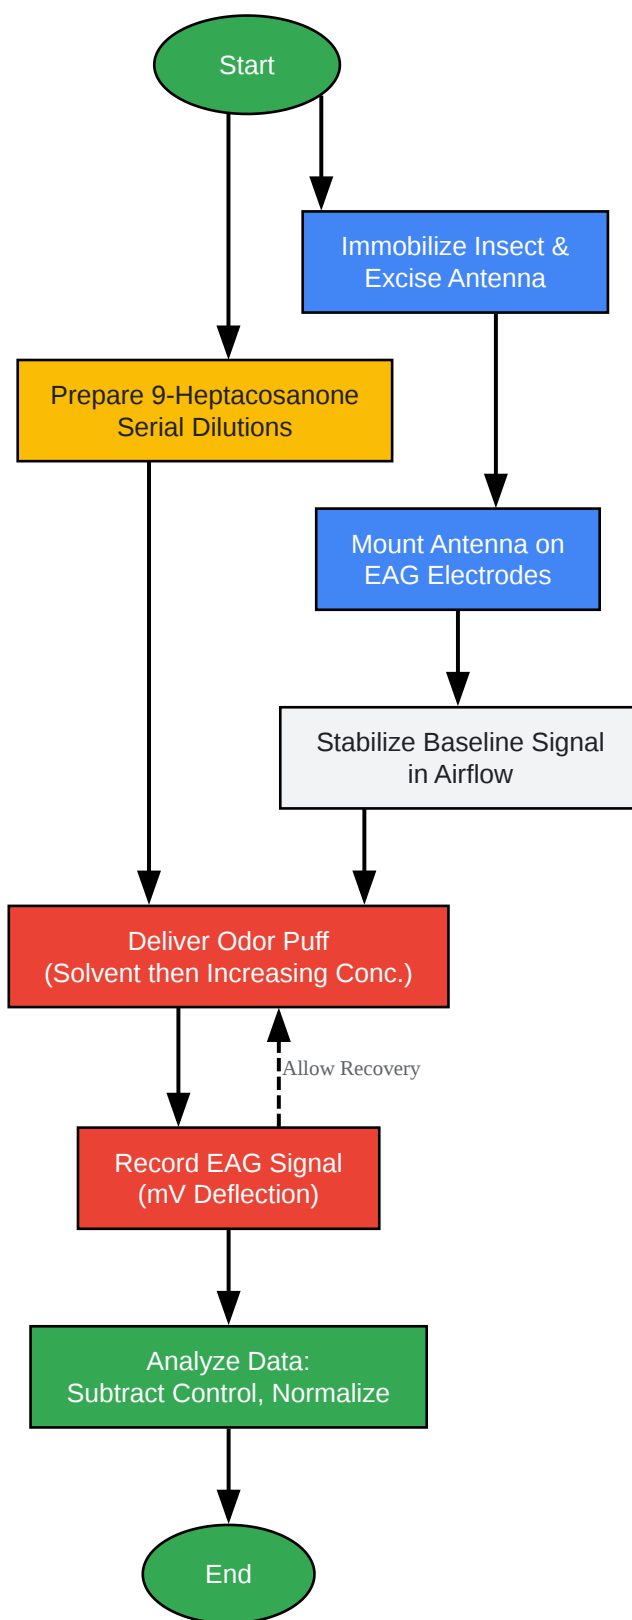 Start
Immobilize Insect &
Excise Antenna
Prepare 9-Heptacosanone
Serial Dilutions
Mount Antenna on
EAG Electrodes
Stabilize Baseline Signal
in Airflow
Deliver Odor Puff
(Solvent then Increasing Conc.)
Allow Recovery
Record EAG Signal
(mV Deflection)
Analyze Data:
Subtract Control, Normalize
End